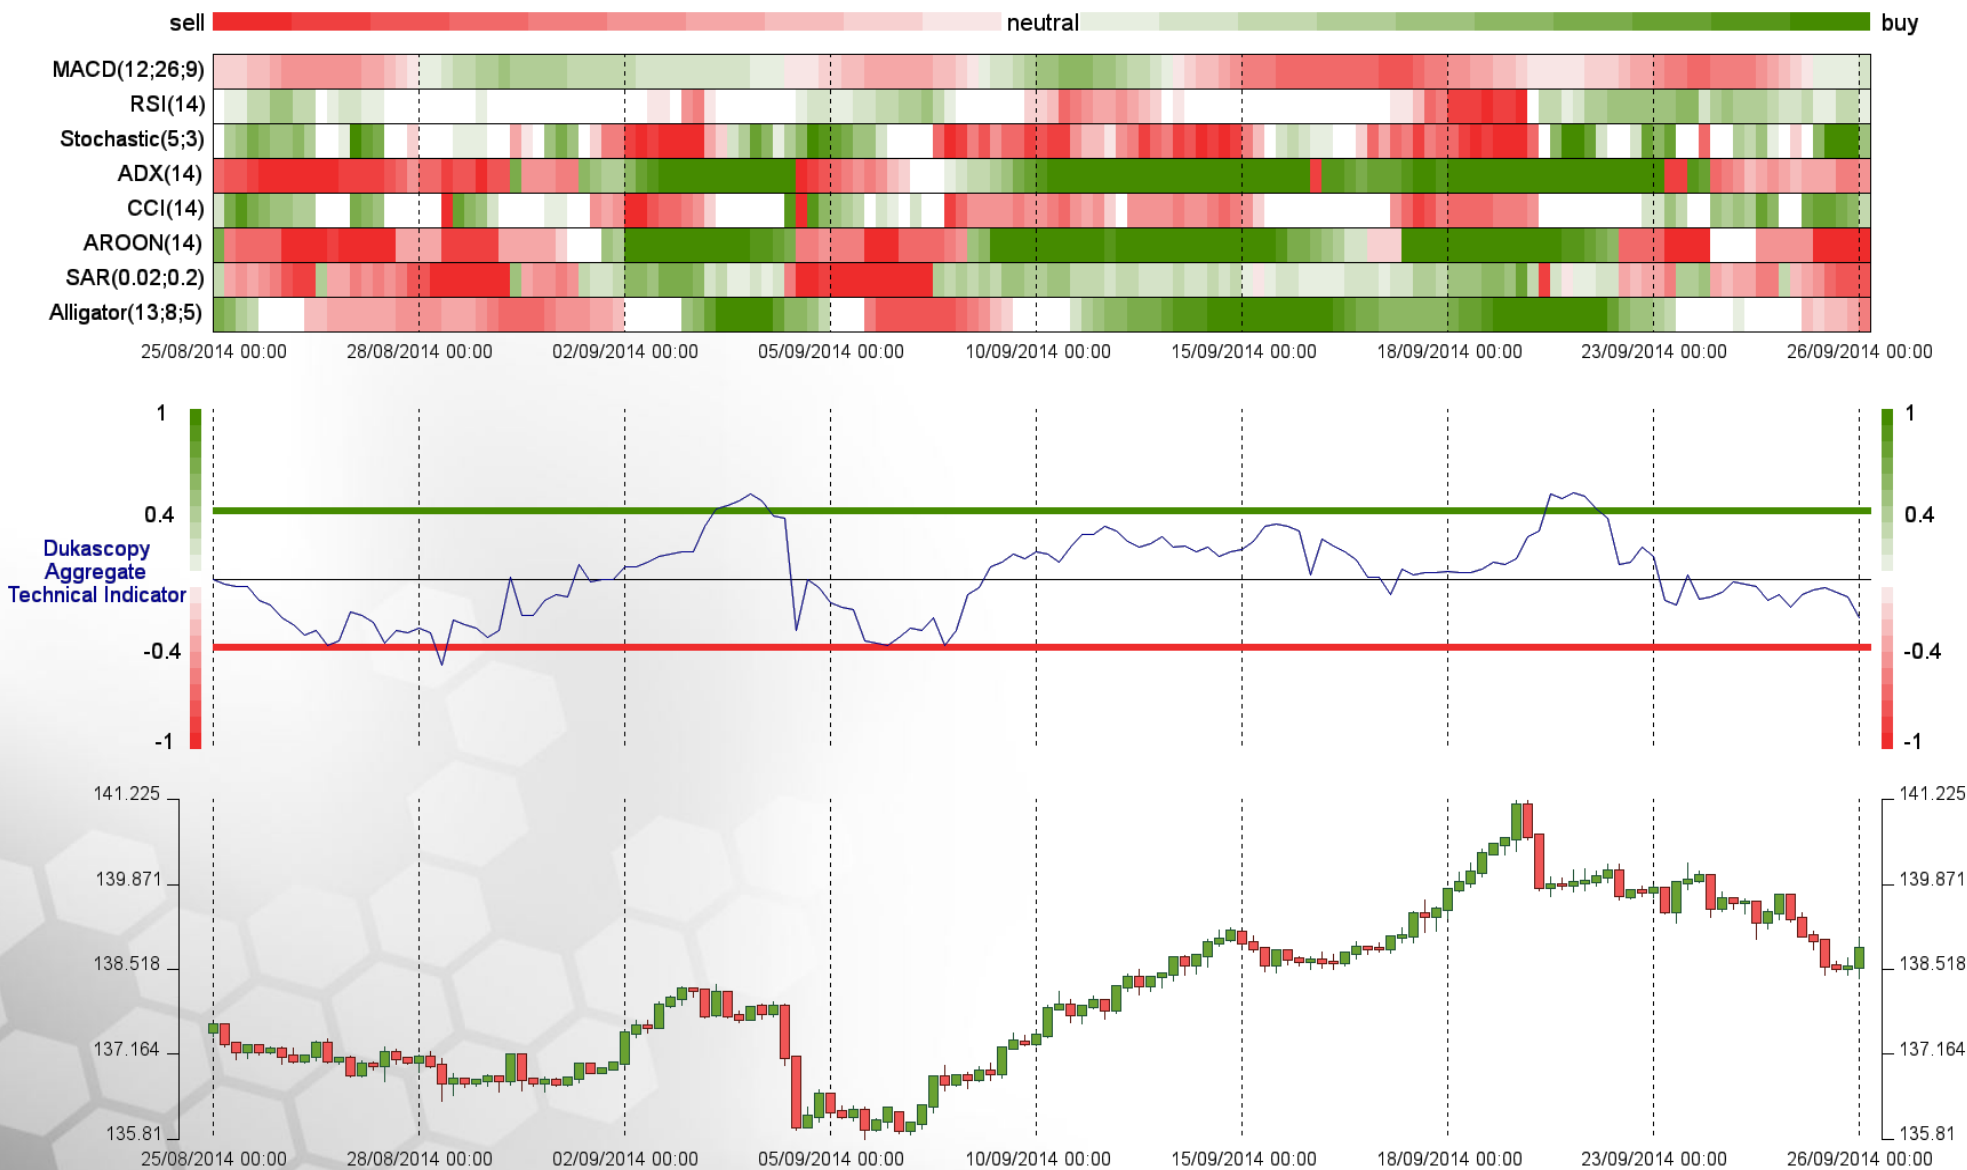 sell neutral buy
MACD(12;26;9)
RSI(14)
Stochastic(5;3)
ADX(14)
CCI(14)
AROON(14)
SAR(0.02;0.2)
Alligator(13;8;5)
25/08/2014 00:00 28/08/2014 00:00 02/09/2014 00:00 05/09/2014 00:00 10/09/2014 00:00 15/09/2014 00:00 18/09/2014 00:00 23/09/2014 00:00 26/09/2014 00:00
1 1
0.4 0.4
Dukascopy
Aggregate
Technical Indicator
-0.4 -0.4
-1 -1
141.225 141.225
139.871 139.871
138.518 138.518
137.164 137.164
135.81 135.81
25/08/2014 00:00 28/08/2014 00:00 02/09/2014 00:00 05/09/2014 00:00 10/09/2014 00:00 15/09/2014 00:00 18/09/2014 00:00 23/09/2014 00:00 26/09/2014 00:00